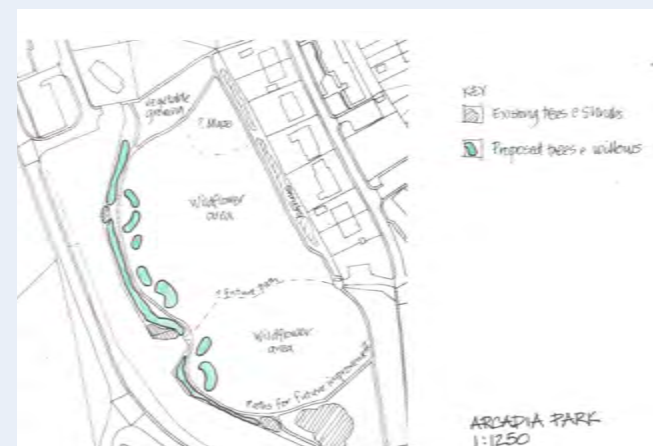 vegetable
growing
? Maze
Wildflower
area
? future path
Wildflower
area
Paths for future improvement
KEY
Existing trees & Shrubs
Proposed trees & willows
ARCADIA PARK
1:1250